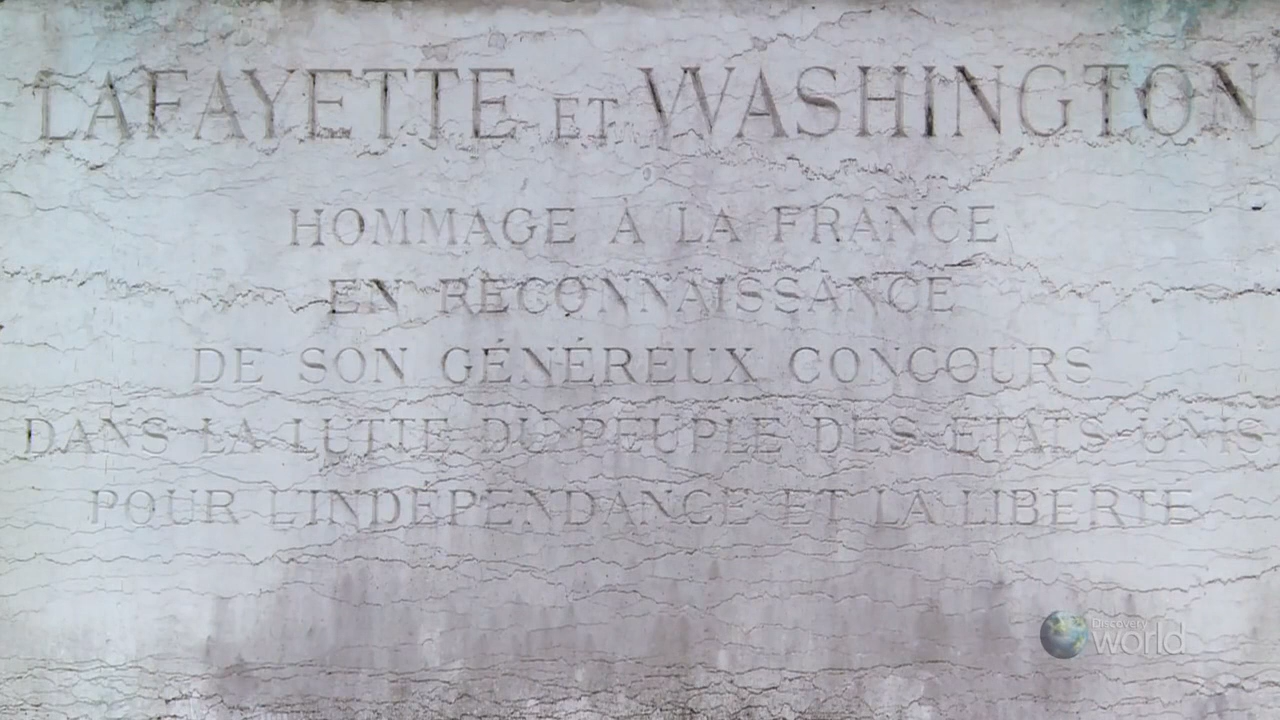 LAFAYETTE ET WASHINGTON
HOMMAGE À LA FRANCE
EN RECONNAISSANCE
DE SON GÉNÉREUX CONCOURS
DANS LA LUTTE DU PEUPLE DES ÉTATS-UNIS
POUR L'INDÉPENDANCE ET LA LIBERTÉ
Discovery
world